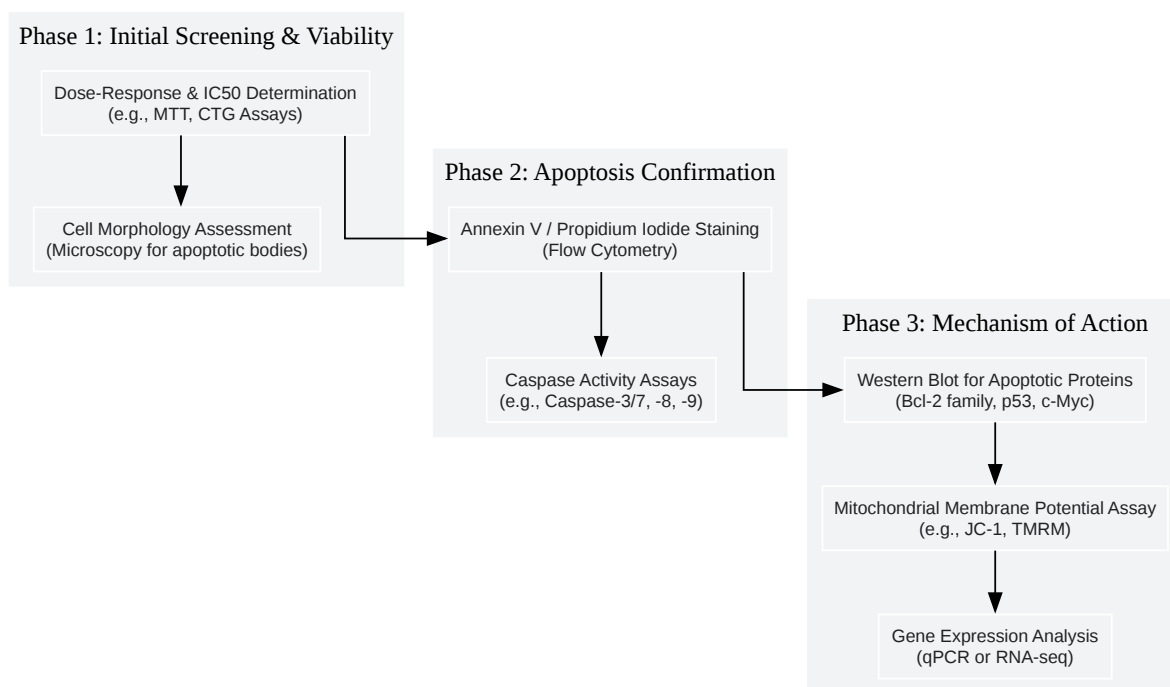 Phase 1: Initial Screening & Viability
Dose-Response & IC50 Determination
(e.g., MTT, CTG Assays)
Cell Morphology Assessment
(Microscopy for apoptotic bodies)
Phase 2: Apoptosis Confirmation
Annexin V / Propidium Iodide Staining
(Flow Cytometry)
Caspase Activity Assays
(e.g., Caspase-3/7, -8, -9)
Phase 3: Mechanism of Action
Western Blot for Apoptotic Proteins
(Bcl-2 family, p53, c-Myc)
Mitochondrial Membrane Potential Assay
(e.g., JC-1, TMRM)
Gene Expression Analysis
(qPCR or RNA-seq)